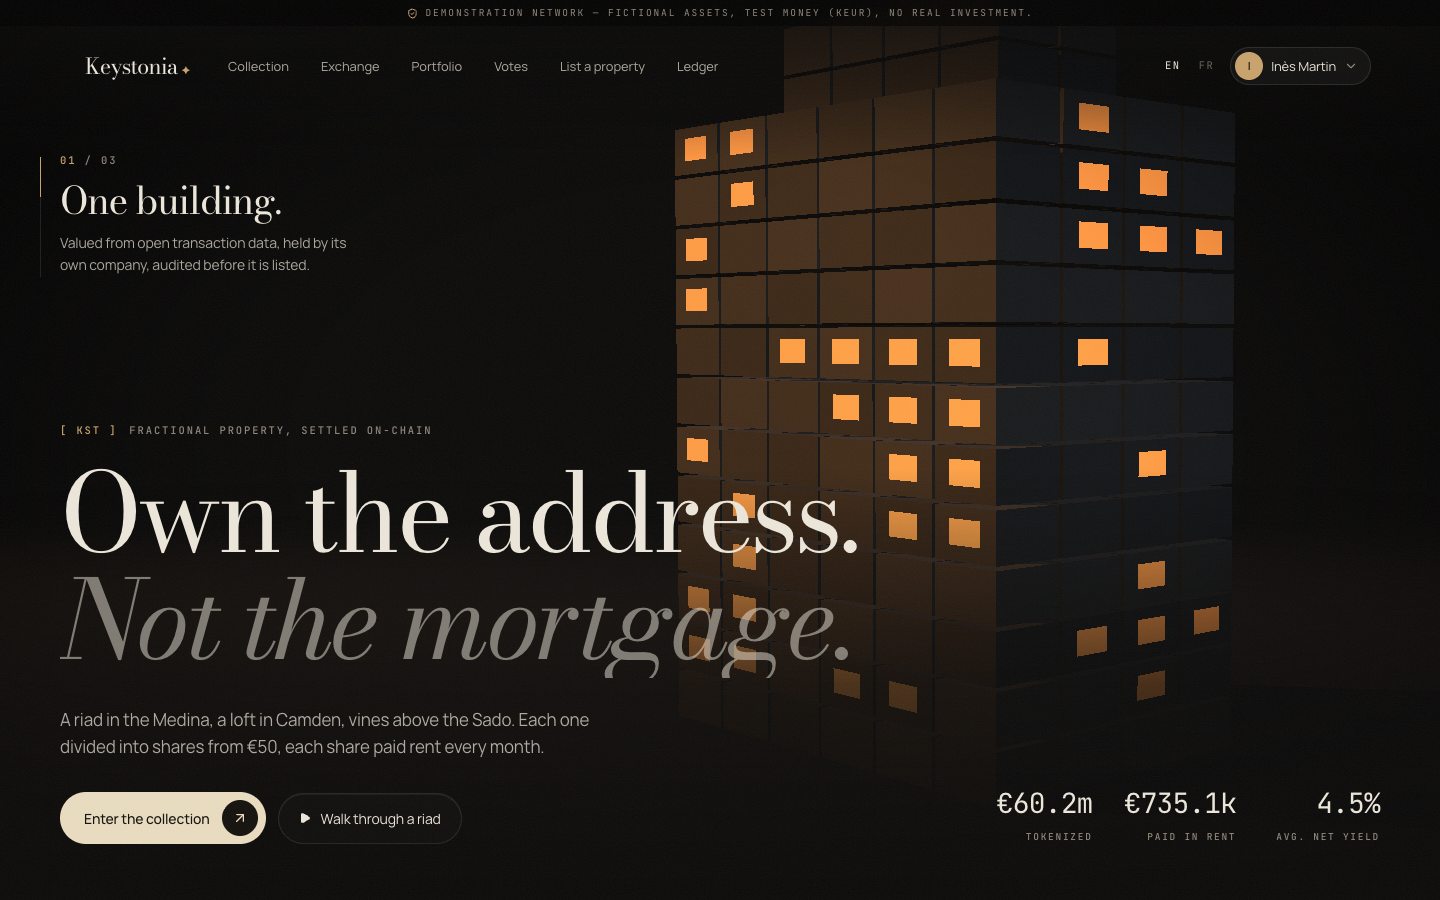 DEMONSTRATION NETWORK — FICTIONAL ASSETS, TEST MONEY (KEUR), NO REAL INVESTMENT.
Keystonia
Collection
Exchange
Portfolio
Votes
List a property
Ledger
EN
FR
I
Inès Martin
01 / 03
One building.
Valued from open transaction data, held by its
own company, audited before it is listed.
[ KST ] FRACTIONAL PROPERTY, SETTLED ON-CHAIN
Own the address.
Not the mortgage.
A riad in the Medina, a loft in Camden, vines above the Sado. Each one
divided into shares from €50, each share paid rent every month.
Enter the collection
Walk through a riad
€60.2m
TOKENIZED
€735.1k
PAID IN RENT
4.5%
AVG. NET YIELD